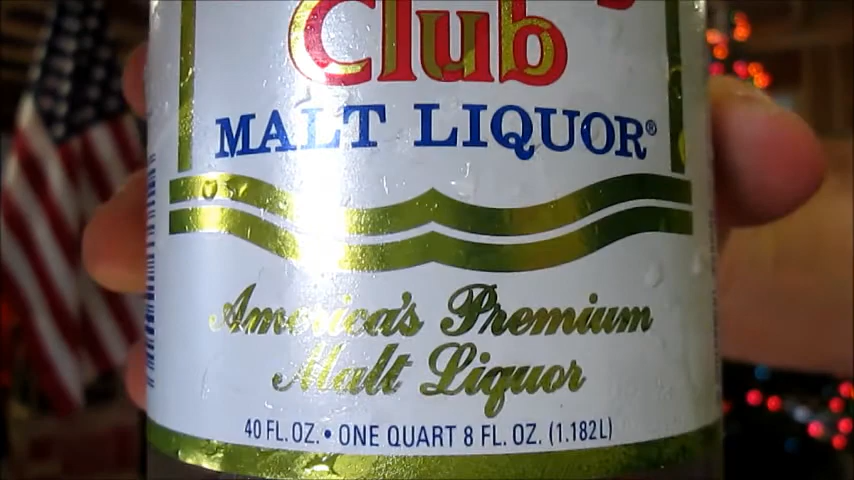 Club
MALT LIQUOR®
America's Premium
Malt Liquor
40 FL. OZ. • ONE QUART 8 FL. OZ. (1.182L)